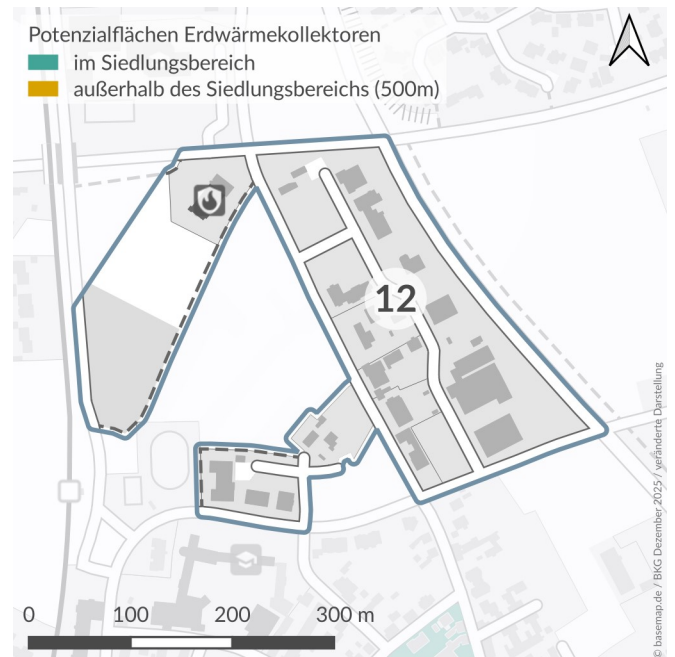 Potenzialflächen Erdwärmekollektoren
im Siedlungsbereich
außerhalb des Siedlungsbereichs (500m)
12
0 100 200 300 m
© basemap.de / BKG Dezember 2025 / veränderte Darstellung